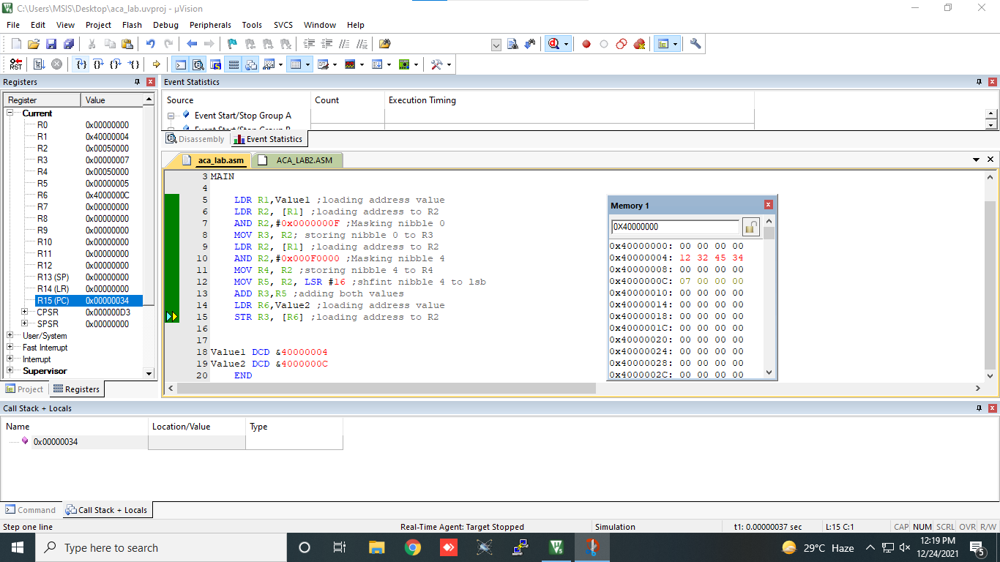 C:\Users\MSIS\Desktop\aca_lab.uvproj - µVision
File Edit View Project Flash Debug Peripherals Tools SVCS Window Help
RST
Registers
Register Value
Current
R0 0x00000000
R1 0x40000004
R2 0x00050000
R3 0x00000007
R4 0x00050000
R5 0x00000005
R6 0x4000000C
R7 0x00000000
R8 0x00000000
R9 0x00000000
R10 0x00000000
R11 0x00000000
R12 0x00000000
R13 (SP) 0x00000000
R14 (LR) 0x00000000
R15 (PC) 0x00000034
CPSR 0x000000D3
SPSR 0x00000000
User/System
Fast Interrupt
Interrupt
Supervisor
Project Registers
Event Statistics
Source Count Execution Timing
Event Start/Stop Group A
Event Start/Stop Group B
Disassembly Event Statistics
aca_lab.asm ACA_LAB2.ASM
3 MAIN
4
5 LDR R1,Value1 ;loading address value
6 LDR R2, [R1] ;loading address to R2
7 AND R2,#0x0000000F ;Masking nibble 0
8 MOV R3, R2; storing nibble 0 to R3
9 LDR R2, [R1] ;loading address to R2
10 AND R2,#0x000F0000 ;Masking nibble 4
11 MOV R4, R2 ;storing nibble 4 to R4
12 MOV R5, R2, LSR #16 ;shfint nibble 4 to lsb
13 ADD R3,R5 ;adding both values
14 LDR R6,Value2 ;loading address value
15 STR R3, [R6] ;loading address to R2
16
17
18 Value1 DCD &40000004
19 Value2 DCD &4000000C
20 END
Memory 1
0X40000000
0x40000000: 00 00 00 00
0x40000004: 12 32 45 34
0x40000008: 00 00 00 00
0x4000000C: 07 00 00 00
0x40000010: 00 00 00 00
0x40000014: 00 00 00 00
0x40000018: 00 00 00 00
0x4000001C: 00 00 00 00
0x40000020: 00 00 00 00
0x40000024: 00 00 00 00
0x40000028: 00 00 00 00
0x4000002C: 00 00 00 00
Call Stack + Locals
Name Location/Value Type
0x00000034
Command Call Stack + Locals
Step one line Real-Time Agent: Target Stopped Simulation t1: 0.00000037 sec L:15 C:1 CAP NUM SCRL OVR R/W
Type here to search
29°C Haze
12:19 PM
12/24/2021
5